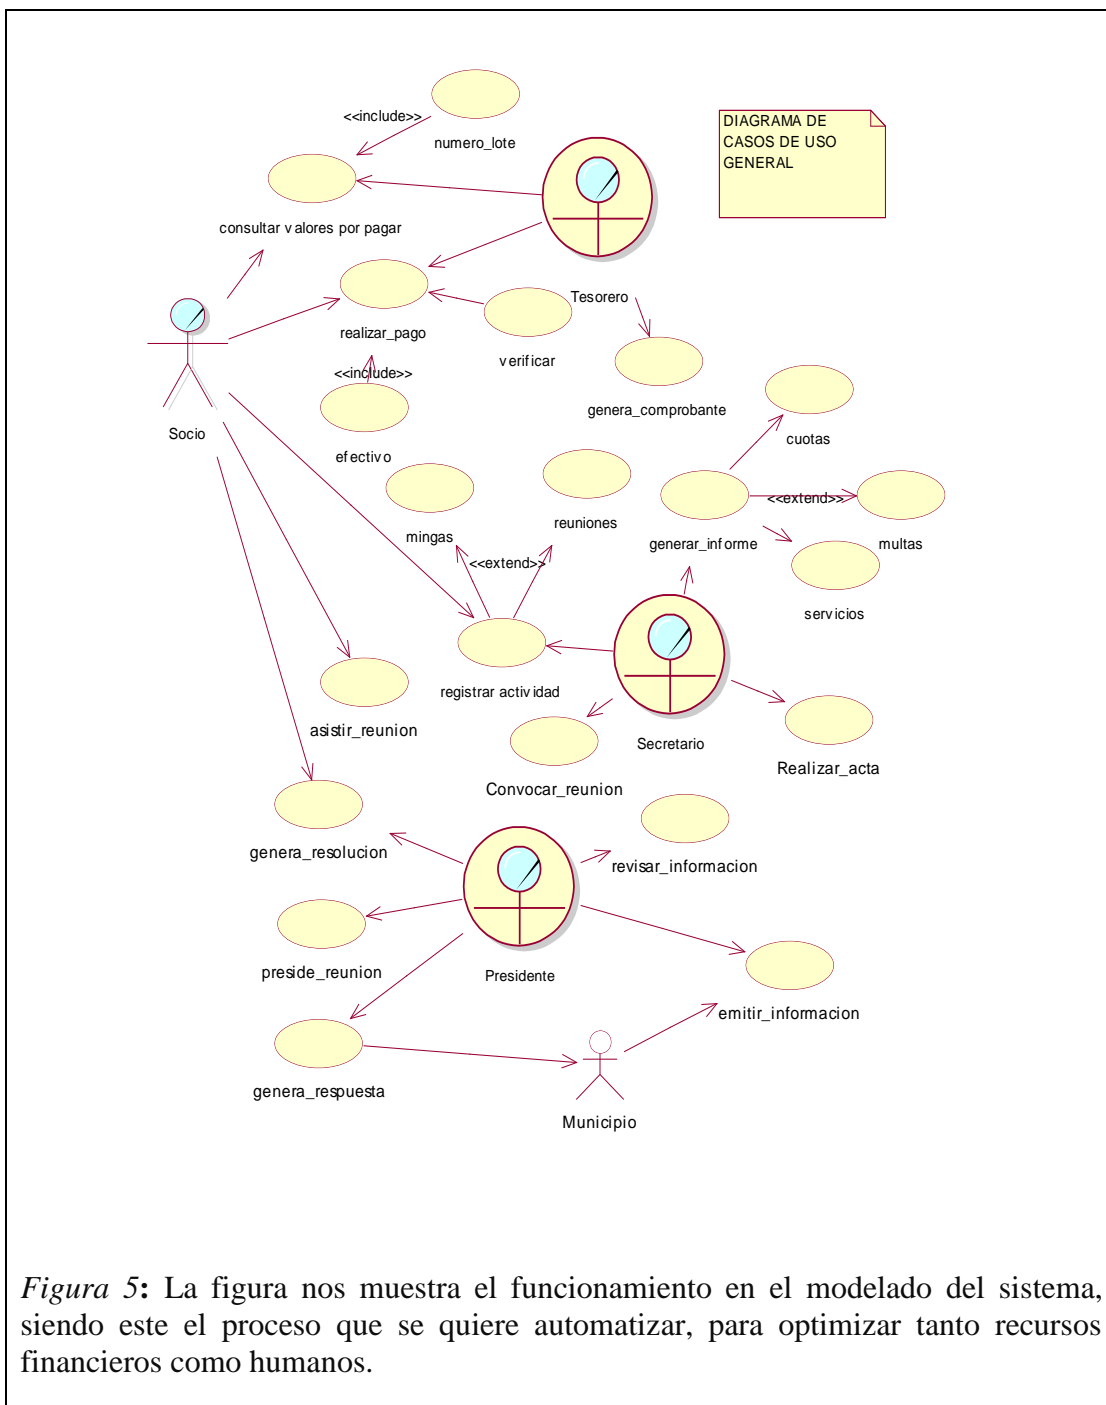 <<include>>
numero_lote
DIAGRAMA DE
CASOS DE USO
GENERAL
consultar valores por pagar
Tesorero
realizar_pago
verificar
<<include>>
genera_comprobante
Socio
efectivo
cuotas
mingas
reuniones
<<extend>>
generar_informe
multas
<<extend>>
servicios
registrar actividad
asistir_reunion
Secretario
Realizar_acta
Convocar_reunion
genera_resolucion
revisar_informacion
preside_reunion
Presidente
emitir_informacion
genera_respuesta
Municipio
Figura 5: La figura nos muestra el funcionamiento en el modelado del sistema,
siendo este el proceso que se quiere automatizar, para optimizar tanto recursos
financieros como humanos.